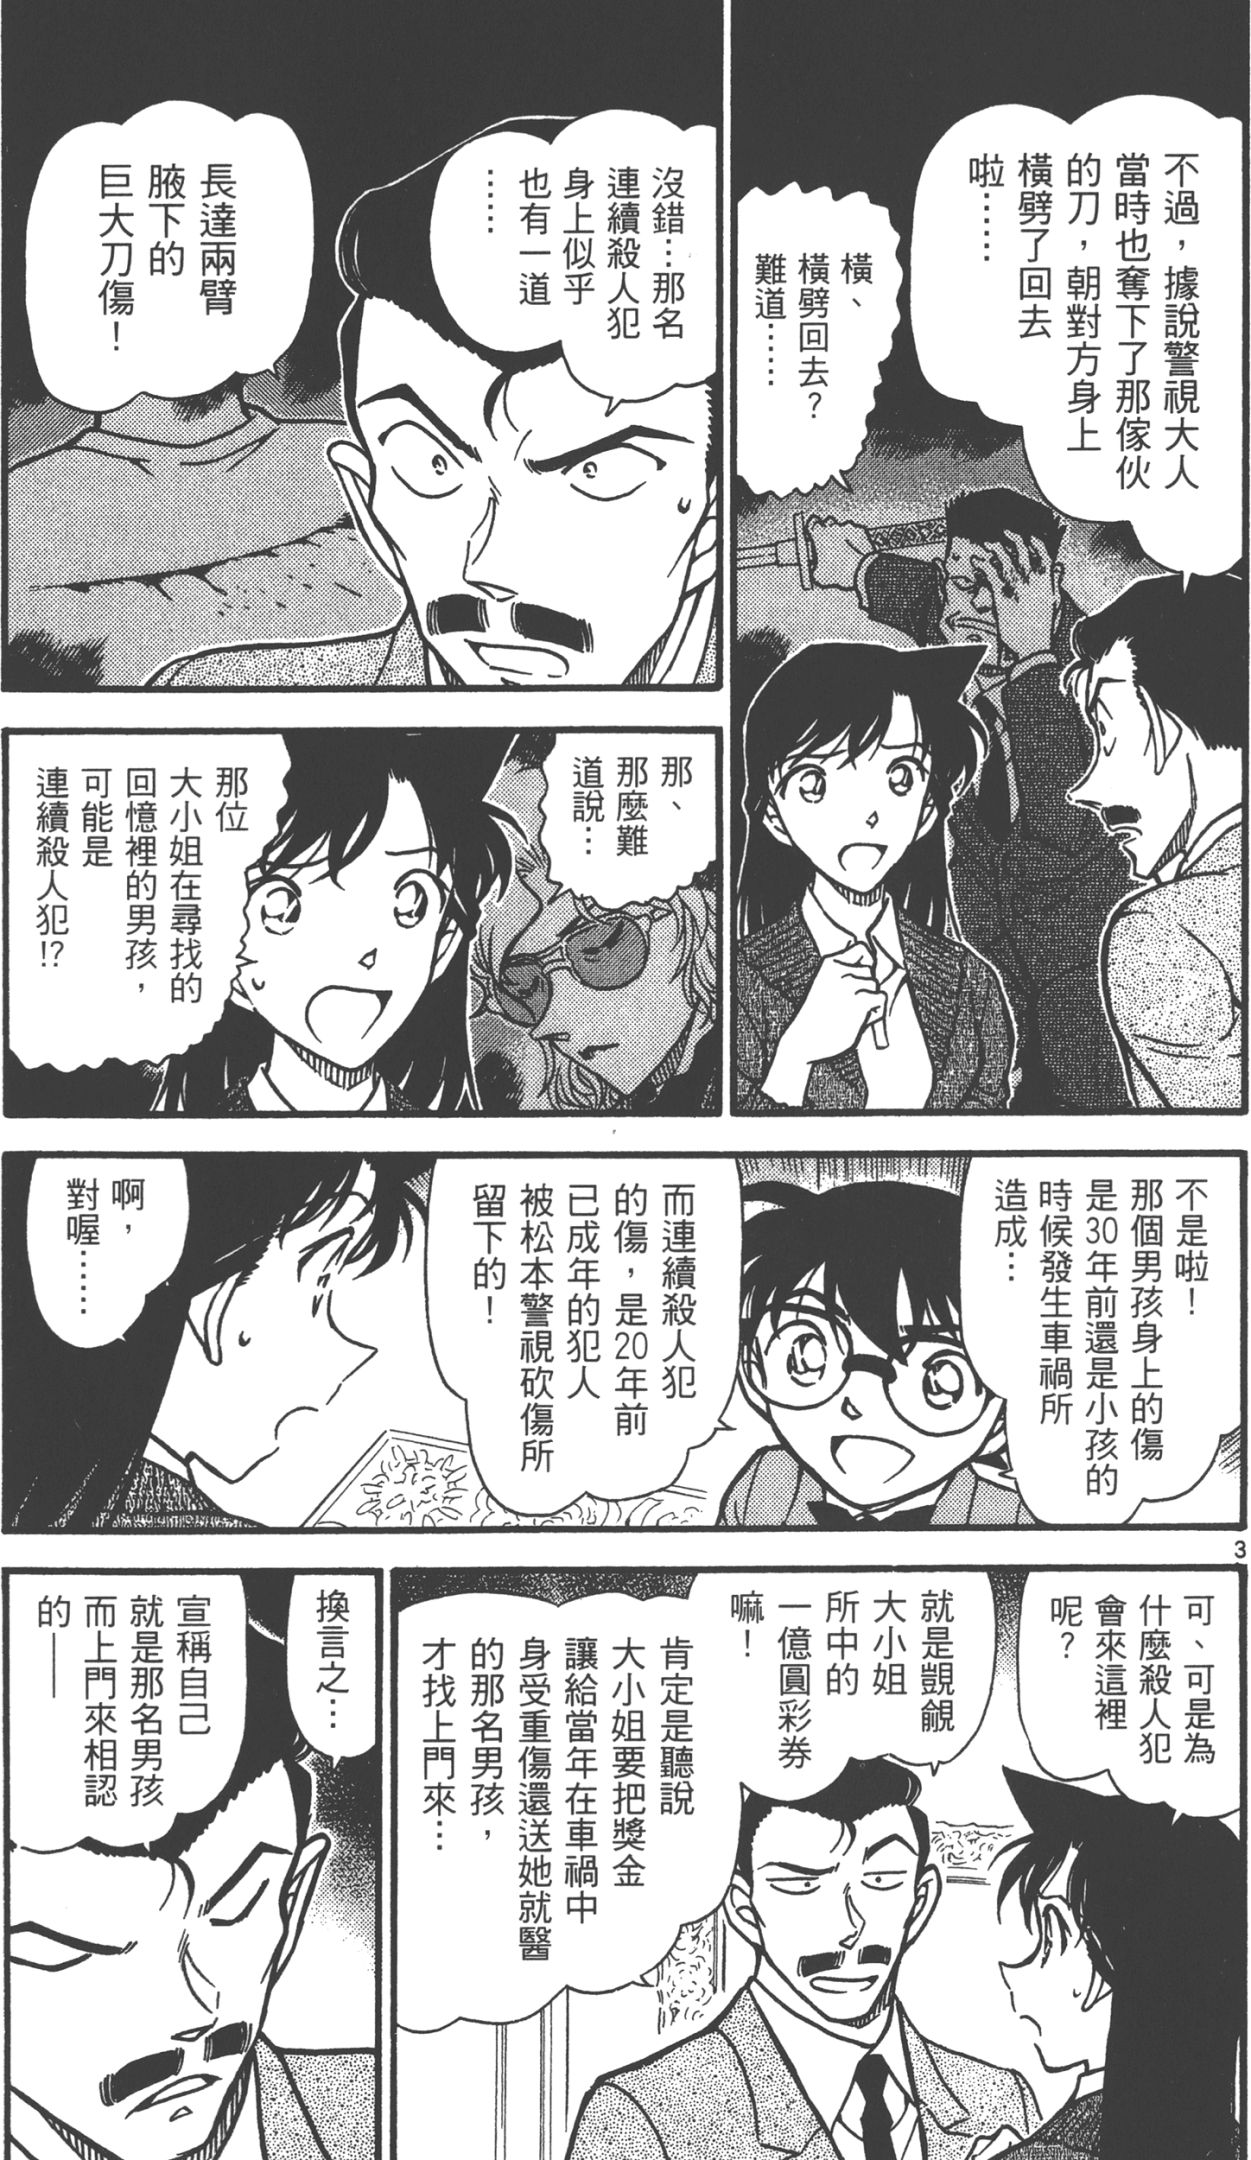 不過，據說警視大人
當時也奪下了那傢伙
的刀，朝對方身上
橫劈了回去
啦……
橫、
橫劈回去？
難道……
沒錯…那名
連續殺人犯
身上似乎
也有一道
……
長達兩臂
腋下的
巨大刀傷！
那、
那麼難
道說…
那位
大小姐在尋找的
回憶裡的男孩，
可能是
連續殺人犯!?
不是啦！
那個男孩身上的傷
是30年前還是小孩的
時候發生車禍所
造成…
而連續殺人犯
的傷，是20年前
已成年的犯人
被松本警視砍傷所
留下的！
啊，
對喔……
3
可、可是為
什麼殺人犯
會來這裡
呢？
就是覬覦
大小姐
所中的
一億圓彩券
嘛！
肯定是聽說
大小姐要把獎金
讓給當年在車禍中
身受重傷還送她就醫
的那名男孩，
才找上門來…
換言之…
宣稱自己
就是那名男孩
而上門來相認
的——